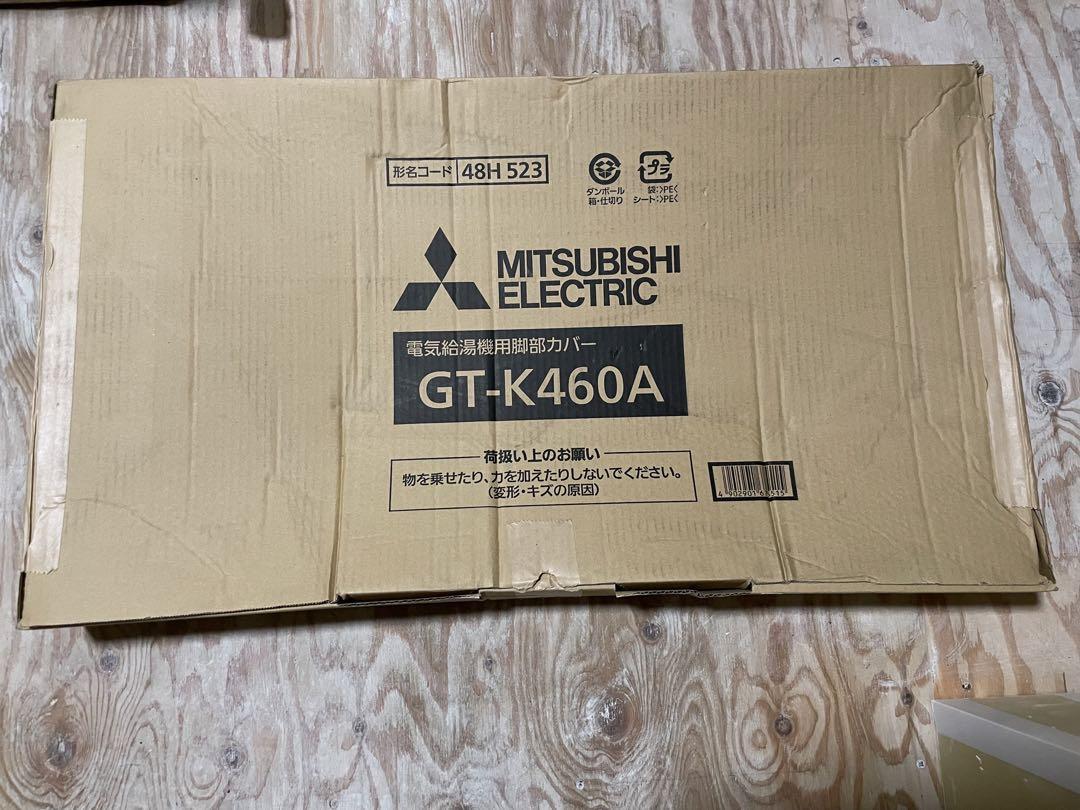 形名コード 48H 523
ダンボール
箱・仕切り
プラ
袋:>PE<
シート:>PE<
MITSUBISHI
ELECTRIC
電気給湯機用脚部カバー
GT-K460A
荷扱い上のお願い
物を乗せたり、力を加えたりしないでください。
(変形・キズの原因)